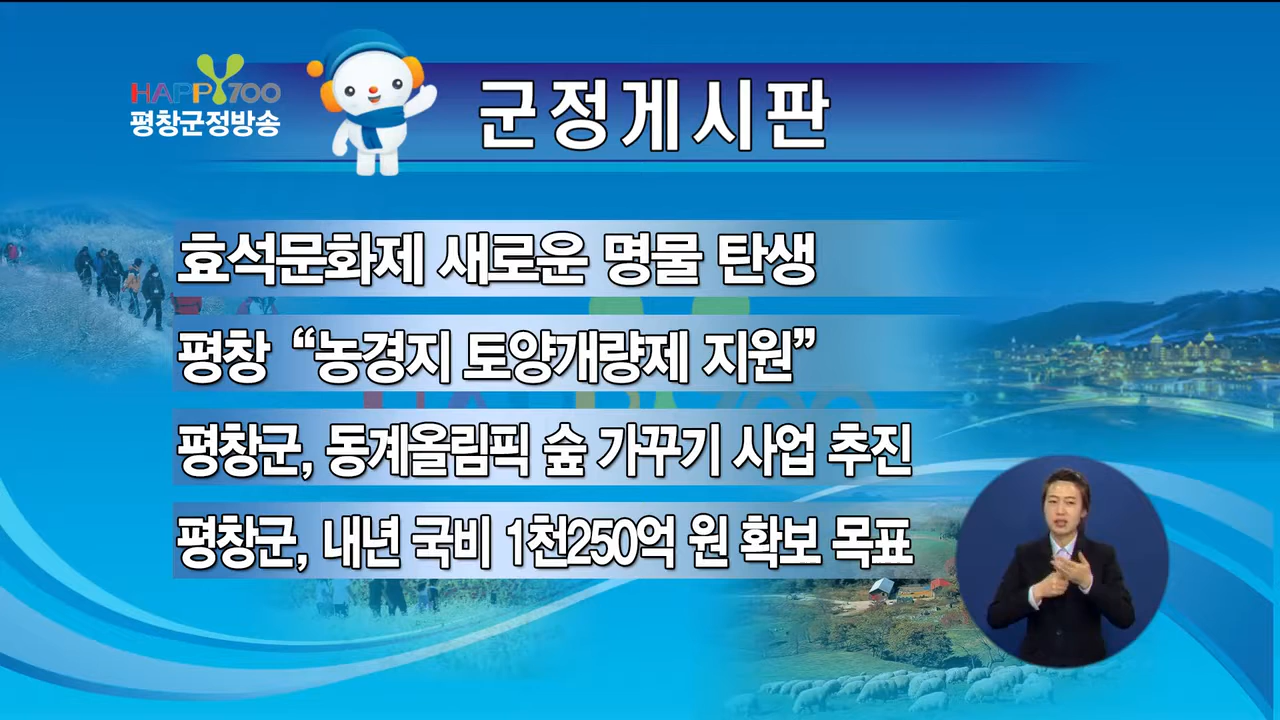 HAPPY700
평창군정방송
군정게시판
효석문화제 새로운 명물 탄생
평창 “농경지 토양개량제 지원”
평창군, 동계올림픽 숲 가꾸기 사업 추진
평창군, 내년 국비 1천250억 원 확보 목표
HAPPY700